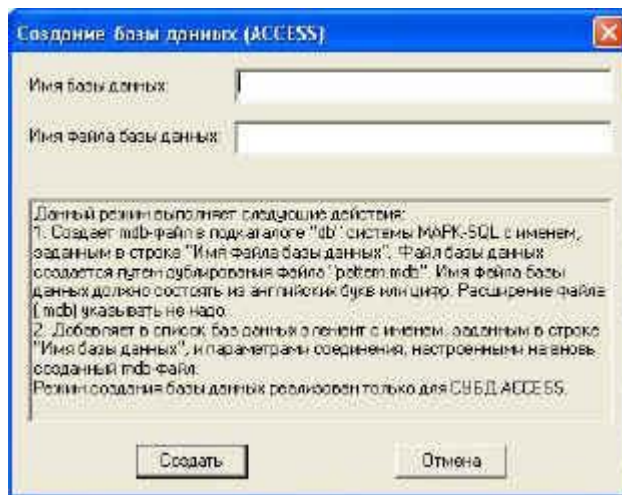 Создание базы данных (ACCESS)
Имя базы данных:
Имя файла базы данных:
Данный режим выполняет следующие действия:
1. Создает mdb-файл в подкаталоге "db" системы МАРК-SQL с именем,
заданным в строке "Имя файла базы данных". Файл базы данных
создается путем дублирования файла "pattern.mdb". Имя файла базы
данных должно состоять из английских букв или цифр. Расширение файла
(.mdb) указывать не надо.
2. Добавляет в список баз данных элемент с именем, заданным в строке
"Имя базы данных", и параметрами соединения, настроенными на вновь
созданный mdb-файл.
Режим создания базы данных реализован только для СУБД ACCESS.
Создать
Отмена